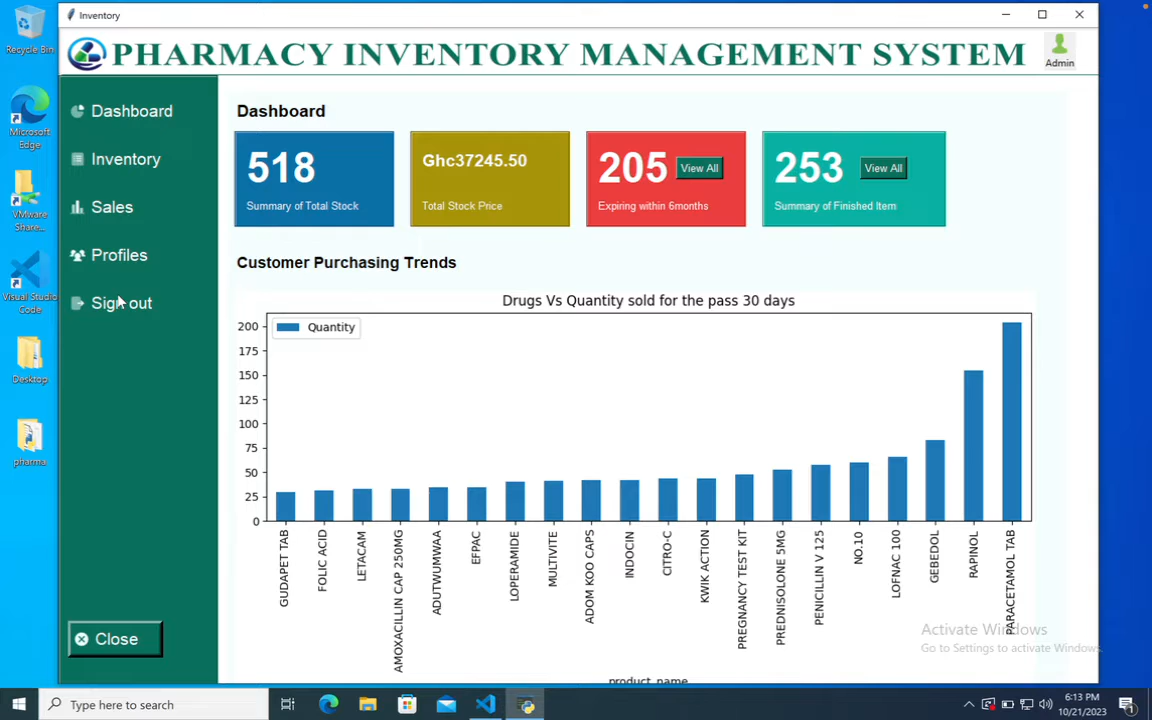 Recycle Bin
Microsoft
Edge
VMware
Share...
Visual Studio
Code
Desktop
pharma
Inventory
PHARMACY INVENTORY MANAGEMENT SYSTEM
Admin
Dashboard
Inventory
Sales
Profiles
Sign out
Close
Dashboard
518
Summary of Total Stock
Ghc37245.50
Total Stock Price
205 View All
Expiring within 6months
253 View All
Summary of Finished Item
Customer Purchasing Trends
Drugs Vs Quantity sold for the pass 30 days
Quantity
200
175
150
125
100
75
50
25
0
GUDAPET TAB
FOLIC ACID
LETACAM
AMOXACILLIN CAP 250MG
ADUTWUMWAA
EFPAC
LOPERAMIDE
MULTIVITE
ADOM KOO CAPS
INDOCIN
CITRO-C
KWIK ACTION
PREGNANCY TEST KIT
PREDNISOLONE 5MG
PENICILLIN V 125
NO.10
LOFNAC 100
GEBEDOL
RAPINOL
PARACETAMOL TAB
product_name
Activate Windows
Go to Settings to activate Windows.
Type here to search
6:13 PM
10/21/2023
1